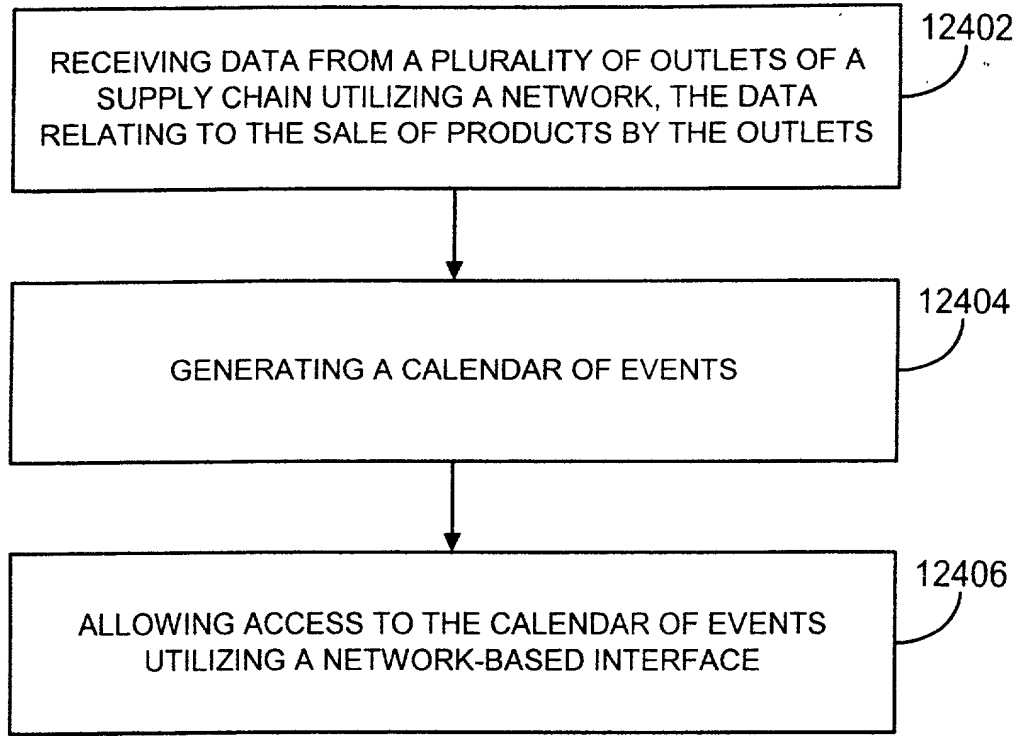 12402
RECEIVING DATA FROM A PLURALITY OF OUTLETS OF A
SUPPLY CHAIN UTILIZING A NETWORK, THE DATA
RELATING TO THE SALE OF PRODUCTS BY THE OUTLETS
12404
GENERATING A CALENDAR OF EVENTS
12406
ALLOWING ACCESS TO THE CALENDAR OF EVENTS
UTILIZING A NETWORK-BASED INTERFACE